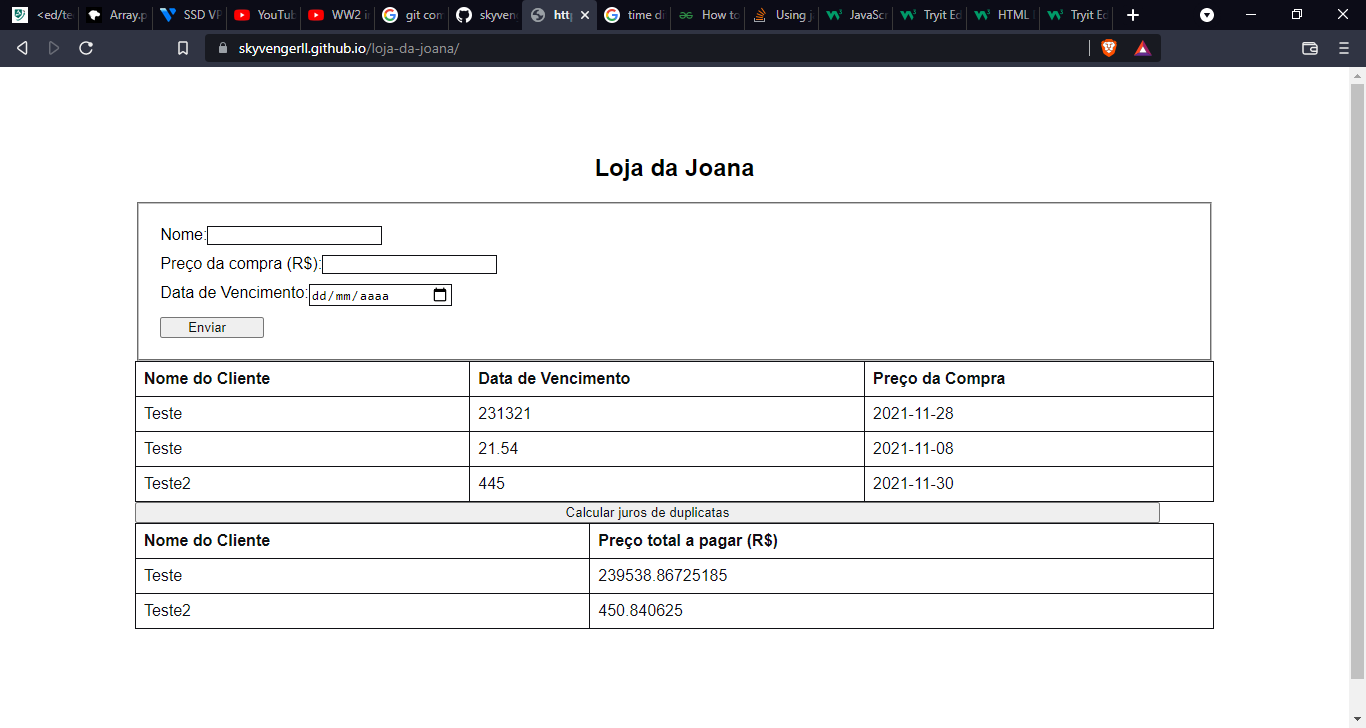 <ed/te
Array.p
SSD VP
YouTub
WW2 i
git com
skyven
htt
time di
How to
Using j
JavaScr
Tryit Ed
HTML
Tryit Ed
skyvengerll.github.io/loja-da-joana/
Loja da Joana
Nome:
Preço da compra (R$):
Data de Vencimento: dd/mm/aaaa
Enviar
Nome do Cliente Data de Vencimento Preço da Compra
Teste 231321 2021-11-28
Teste 21.54 2021-11-08
Teste2 445 2021-11-30
Calcular juros de duplicatas
Nome do Cliente Preço total a pagar (R$)
Teste 239538.86725185
Teste2 450.840625